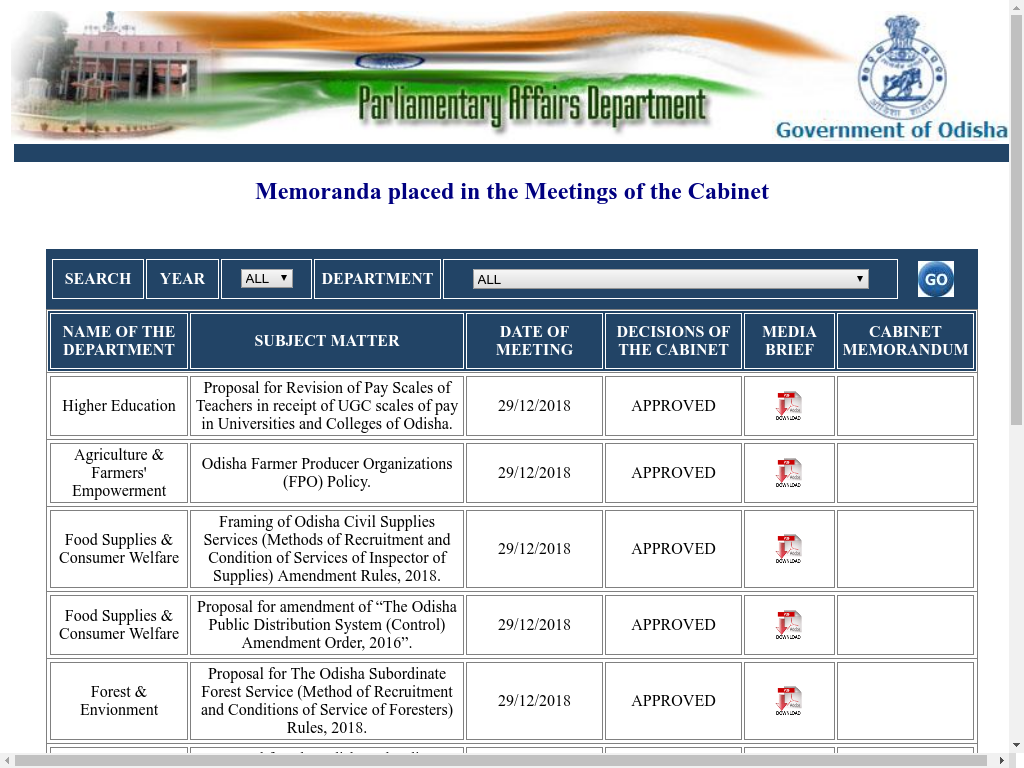 Parliamentary Affairs Department
Government of Odisha
Memoranda placed in the Meetings of the Cabinet
SEARCH YEAR ALL DEPARTMENT ALL GO
NAME OF THE DEPARTMENT SUBJECT MATTER DATE OF MEETING DECISIONS OF THE CABINET MEDIA BRIEF CABINET MEMORANDUM
Higher Education
Proposal for Revision of Pay Scales of
Teachers in receipt of UGC scales of pay
in Universities and Colleges of Odisha.
29/12/2018
APPROVED
DOWNLOAD
Agriculture &
Farmers'
Empowerment
Odisha Farmer Producer Organizations
(FPO) Policy.
29/12/2018
APPROVED
DOWNLOAD
Food Supplies &
Consumer Welfare
Framing of Odisha Civil Supplies
Services (Methods of Recruitment and
Condition of Services of Inspector of
Supplies) Amendment Rules, 2018.
29/12/2018
APPROVED
DOWNLOAD
Food Supplies &
Consumer Welfare
Proposal for amendment of “The Odisha
Public Distribution System (Control)
Amendment Order, 2016”.
29/12/2018
APPROVED
DOWNLOAD
Forest &
Envionment
Proposal for The Odisha Subordinate
Forest Service (Method of Recruitment
and Conditions of Service of Foresters)
Rules, 2018.
29/12/2018
APPROVED
DOWNLOAD